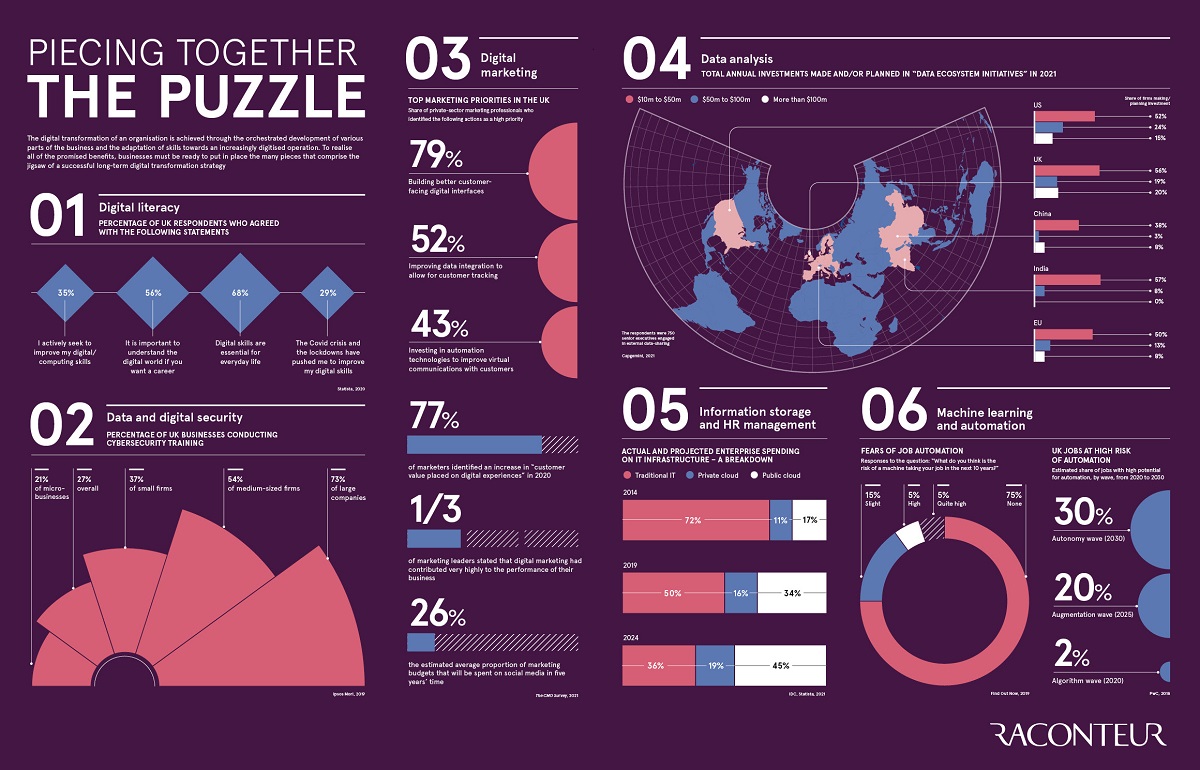 PIECING TOGETHER
THE PUZZLE
The digital transformation of an organisation is achieved through the orchestrated development of various
parts of the business and the adaptation of skills towards an increasingly digitised operation. To realise
all of the promised benefits, businesses must be ready to put in place the many pieces that comprise the
jigsaw of a successful long-term digital transformation strategy
01
Digital literacy
PERCENTAGE OF UK RESPONDENTS WHO AGREED
WITH THE FOLLOWING STATEMENTS
35%
56%
68%
29%
I actively seek to
improve my digital/
computing skills
It is important to
understand the
digital world if you
want a career
Digital skills are
essential for
everyday life
The Covid crisis and
the lockdowns have
pushed me to improve
my digital skills
Statista, 2020
02
Data and digital security
PERCENTAGE OF UK BUSINESSES CONDUCTING
CYBERSECURITY TRAINING
21%
of micro-
businesses
27%
overall
37%
of small firms
54%
of medium-sized firms
73%
of large
companies
Ipsos Mori, 2019
03
Digital
marketing
TOP MARKETING PRIORITIES IN THE UK
Share of private-sector marketing professionals who
identified the following actions as a high priority
79%
Building better customer-
facing digital interfaces
52%
Improving data integration to
allow for customer tracking
43%
Investing in automation
technologies to improve virtual
communications with customers
77%
of marketers identified an increase in "customer
value placed on digital experiences" in 2020
1/3
of marketing leaders stated that digital marketing had
contributed very highly to the performance of their
business
26%
the estimated average proportion of marketing
budgets that will be spent on social media in five
years' time
The CMO Survey, 2021
04
Data analysis
TOTAL ANNUAL INVESTMENTS MADE AND/OR PLANNED IN "DATA ECOSYSTEM INITIATIVES" IN 2021
$10m to $50m
$50m to $100m
More than $100m
Share of firms making/
planning investment
US
52%
24%
15%
UK
56%
19%
20%
China
38%
3%
8%
India
57%
8%
0%
EU
50%
13%
8%
The respondents were 750
senior executives engaged
in external data-sharing
Capgemini, 2021
05
Information storage
and HR management
ACTUAL AND PROJECTED ENTERPRISE SPENDING
ON IT INFRASTRUCTURE – A BREAKDOWN
Traditional IT
Private cloud
Public cloud
2014
72%
11%
17%
2019
50%
16%
34%
2024
36%
19%
45%
IDC, Statista, 2021
06
Machine learning
and automation
FEARS OF JOB AUTOMATION
Responses to the question: "What do you think is the
risk of a machine taking your job in the next 10 years?"
15%
Slight
5%
High
5%
Quite high
75%
None
Find Out Now, 2019
UK JOBS AT HIGH RISK
OF AUTOMATION
Estimated share of jobs with high potential
for automation, by wave, from 2020 to 2030
30%
Autonomy wave (2030)
20%
Augmentation wave (2025)
2%
Algorithm wave (2020)
PwC, 2018
RACONTEUR